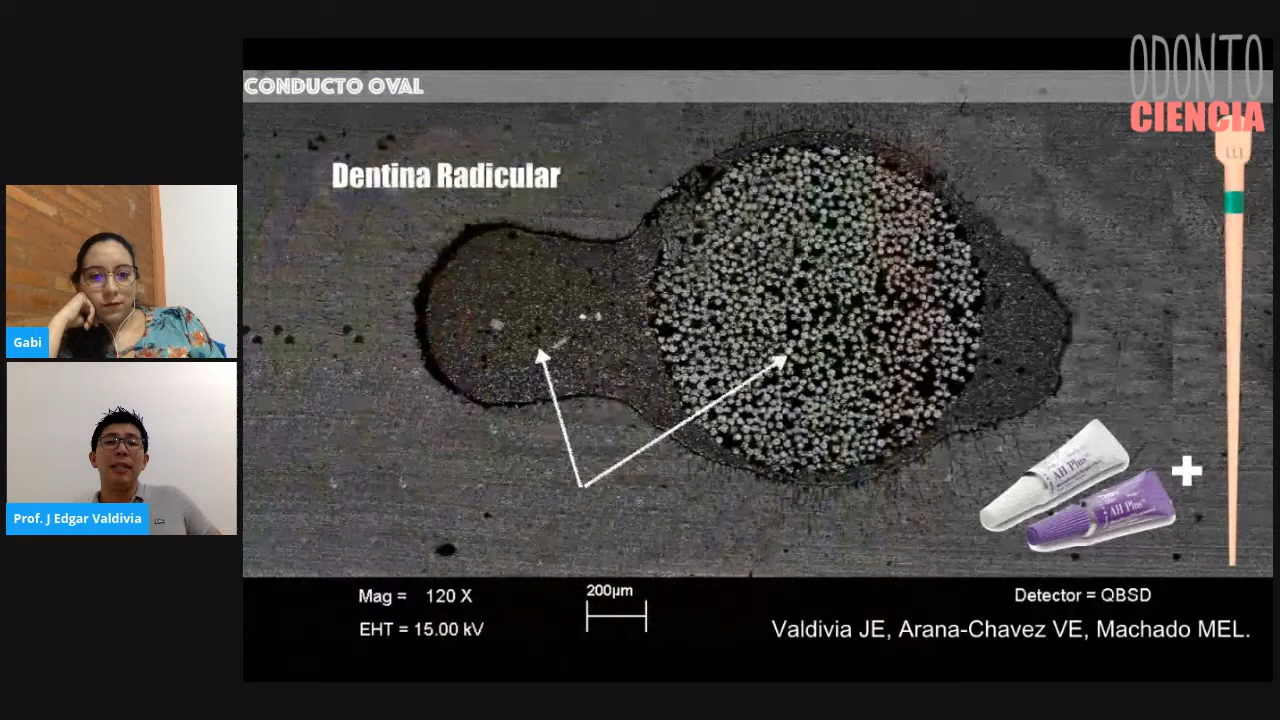 ODONTO
CIENCIA
CONDUCTO OVAL
Dentina Radicular
Gabi
Prof. J Edgar Valdivia
AH Plus
AH Plus
+
Mag = 120 X
200µm
Detector = QBSD
EHT = 15.00 kV
Valdivia JE, Arana-Chavez VE, Machado MEL.